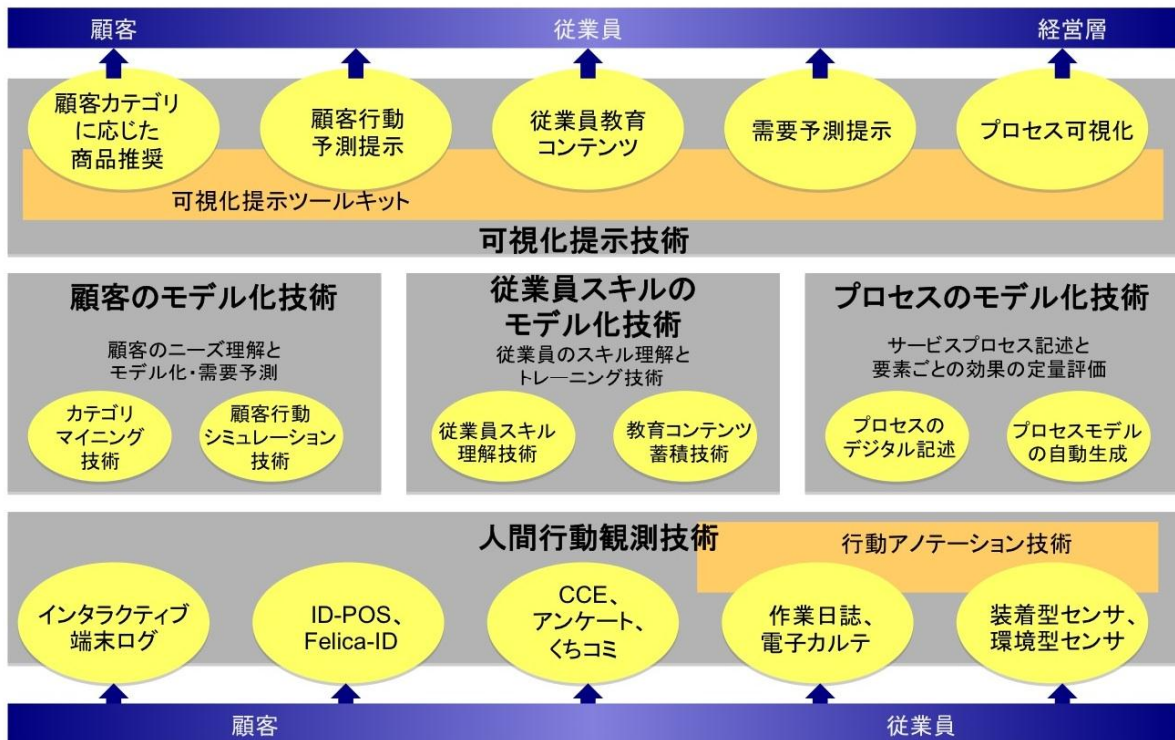 顧客
従業員
経営層
顧客カテゴリ
に応じた
商品推奨
顧客行動
予測提示
従業員教育
コンテンツ
需要予測提示
プロセス可視化
可視化提示ツールキット
可視化提示技術
顧客のモデル化技術
顧客のニーズ理解と
モデル化・需要予測
カテゴリ
マイニング
技術
顧客行動
シミュレーション
技術
従業員スキルの
モデル化技術
従業員のスキル理解と
トレーニング技術
従業員スキル
理解技術
教育コンテンツ
蓄積技術
プロセスのモデル化技術
サービスプロセス記述と
要素ごとの効果の定量評価
プロセスの
デジタル記述
プロセスモデル
の自動生成
人間行動観測技術
行動アノテーション技術
インタラクティブ
端末ログ
ID-POS、
Felica-ID
CCE、
アンケート、
くちコミ
作業日誌、
電子カルテ
装着型センサ、
環境型センサ
顧客
従業員